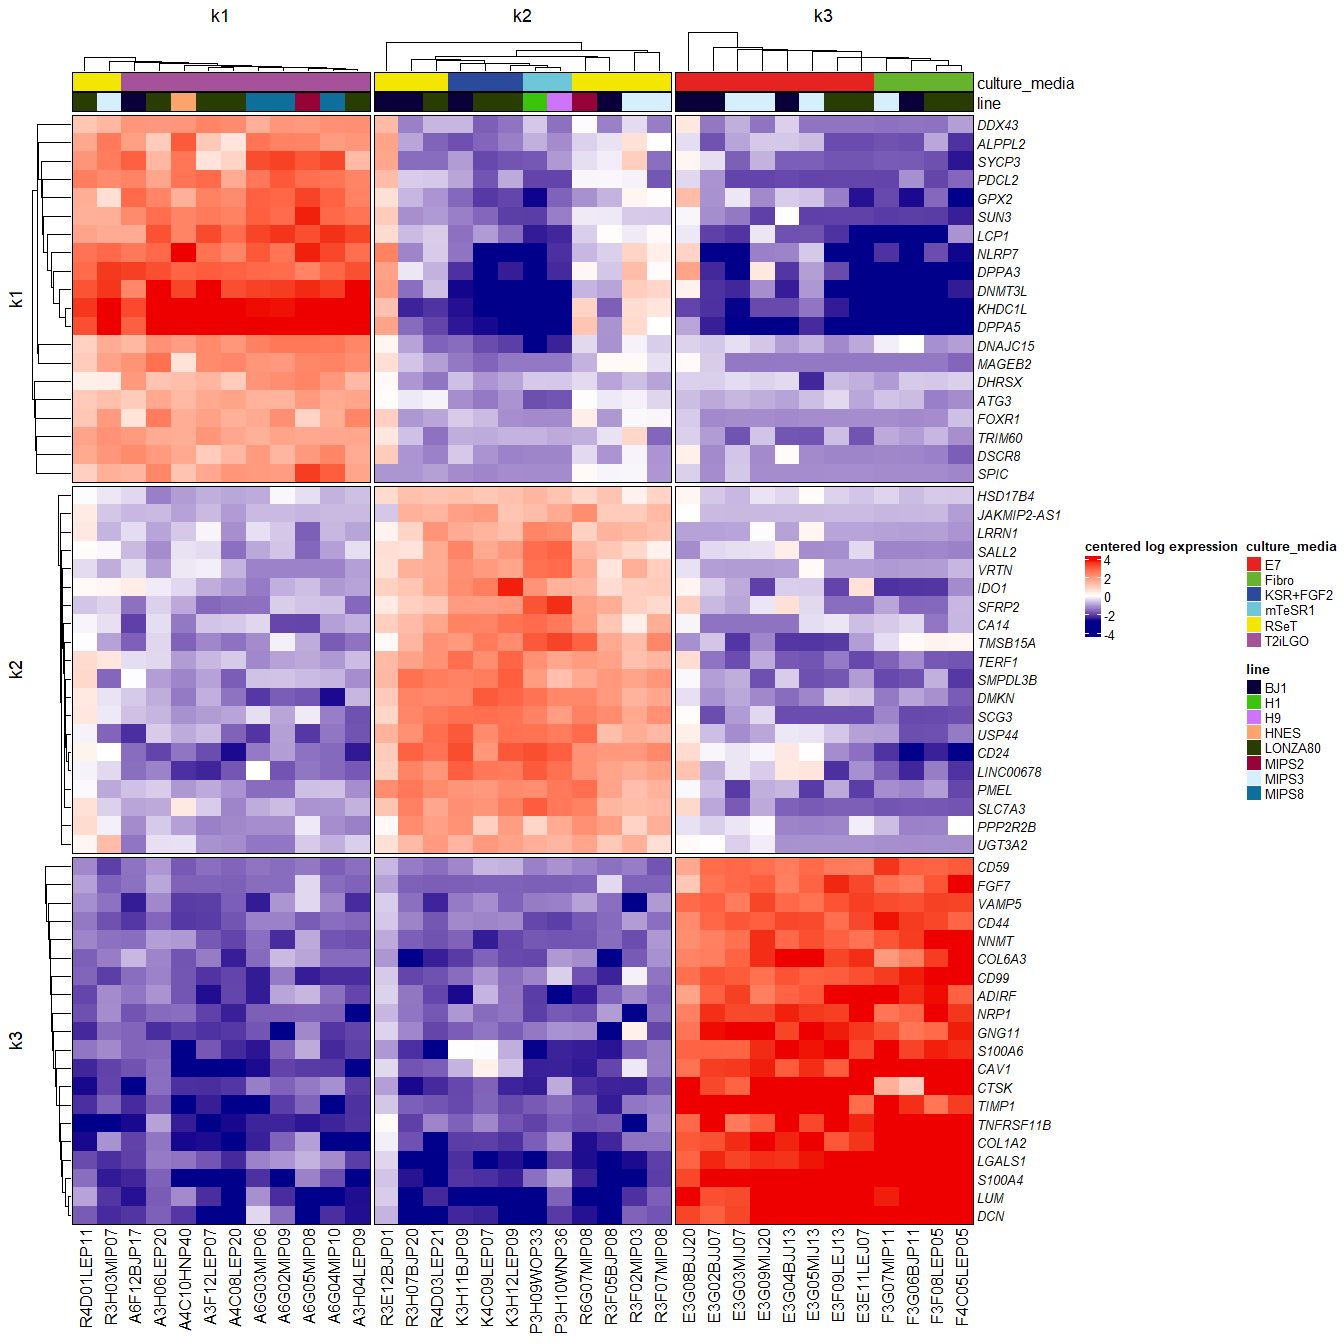 k1
k2
k3
culture_media
line
k1
DDX43
ALPPL2
SYCP3
PDCL2
GPX2
SUN3
LCP1
NLRP7
DPPA3
DNMT3L
KHDC1L
DPPA5
DNAJC15
MAGEB2
DHRSX
ATG3
FOXR1
TRIM60
DSCR8
SPIC
k2
HSD17B4
JAKMIP2-AS1
LRRN1
SALL2
VRTN
IDO1
SFRP2
CA14
TMSB15A
TERF1
SMPDL3B
DMKN
SCG3
USP44
CD24
LINC00678
PMEL
SLC7A3
PPP2R2B
UGT3A2
k3
CD59
FGF7
VAMP5
CD44
NNMT
COL6A3
CD99
ADIRF
NRP1
GNG11
S100A6
CAV1
CTSK
TIMP1
TNFRSF11B
COL1A2
LGALS1
S100A4
LUM
DCN
R4D01LEP11
R3H03MIP07
A6F12BJP17
A3H06LEP20
A4C10HNP40
A3F12LEP07
A4C08LEP20
A6G03MIP06
A6G02MIP09
A6G05MIP08
A6G04MIP10
A3H04LEP09
R3E12BJP01
R3H07BJP20
R4D03LEP21
K3H11BJP09
K4C09LEP07
K3H12LEP09
P3H09WOP33
P3H10WNP36
R6G07MIP08
R3F05BJP08
R3F02MIP03
R3F07MIP08
E3G08BJJ20
E3G02BJJ07
E3G03MIJ07
E3G09MIJ20
E3G04BJJ13
E3G05MIJ13
E3F09LEJ13
E3E11LEJ07
F3G07MIP11
F3G06BJP11
F3F08LEP05
F4C05LEP05
centered log expression
4
2
0
-2
-4
culture_media
E7
Fibro
KSR+FGF2
mTeSR1
RSeT
T2iLGO
line
BJ1
H1
H9
HNES
LONZA80
MIPS2
MIPS3
MIPS8